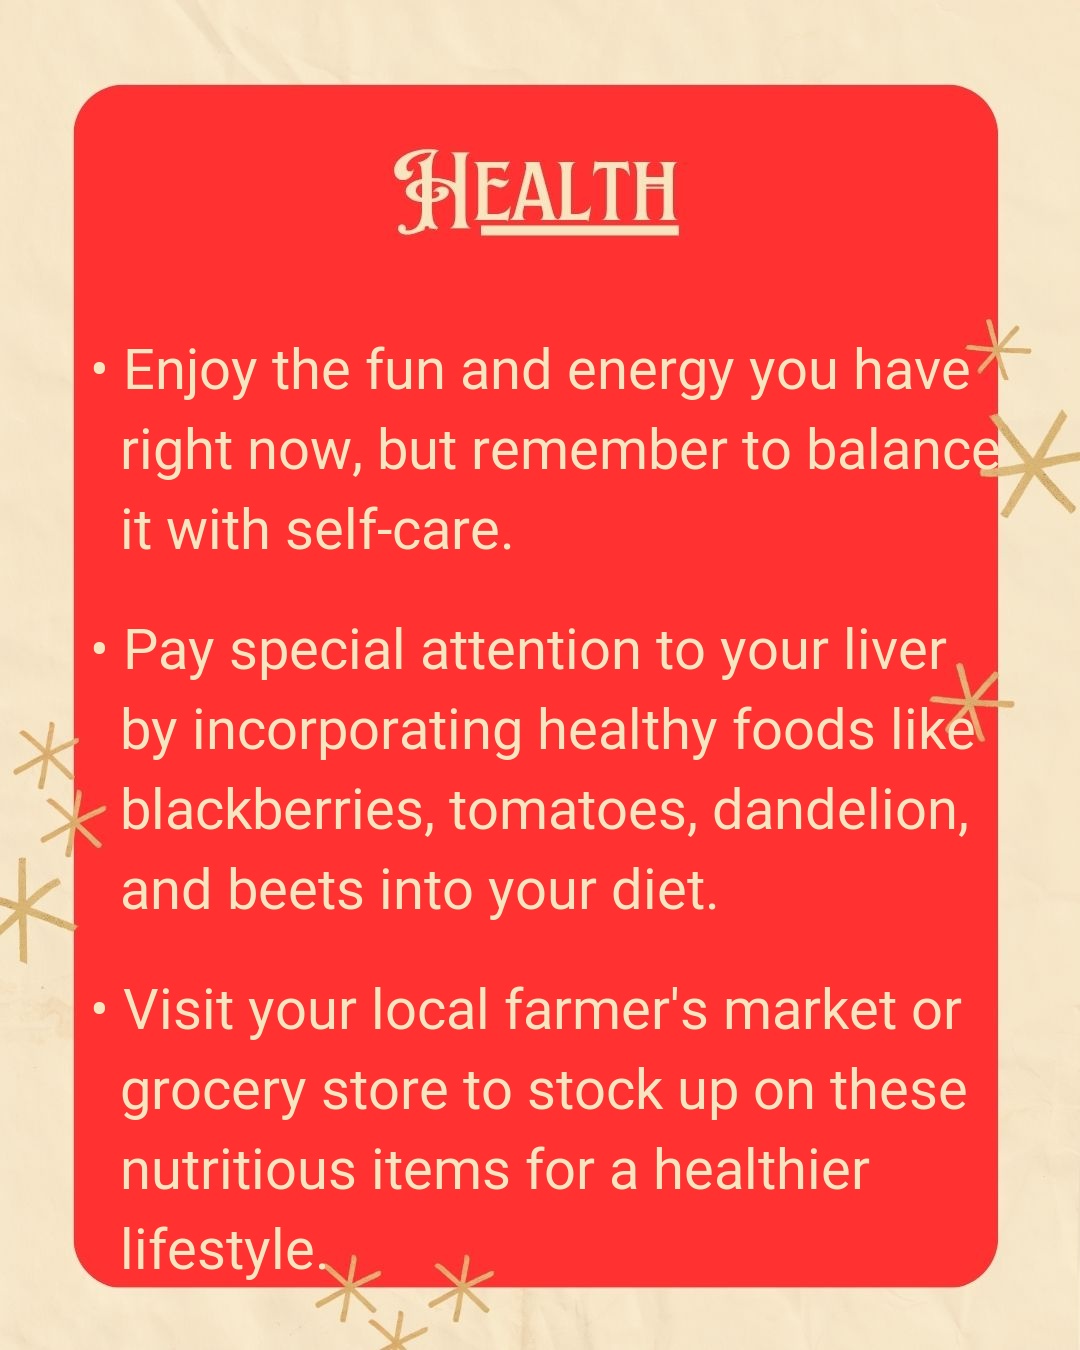 Health
• Enjoy the fun and energy you have
right now, but remember to balance
it with self-care.
• Pay special attention to your liver
by incorporating healthy foods like
blackberries, tomatoes, dandelion,
and beets into your diet.
• Visit your local farmer's market or
grocery store to stock up on these
nutritious items for a healthier
lifestyle.